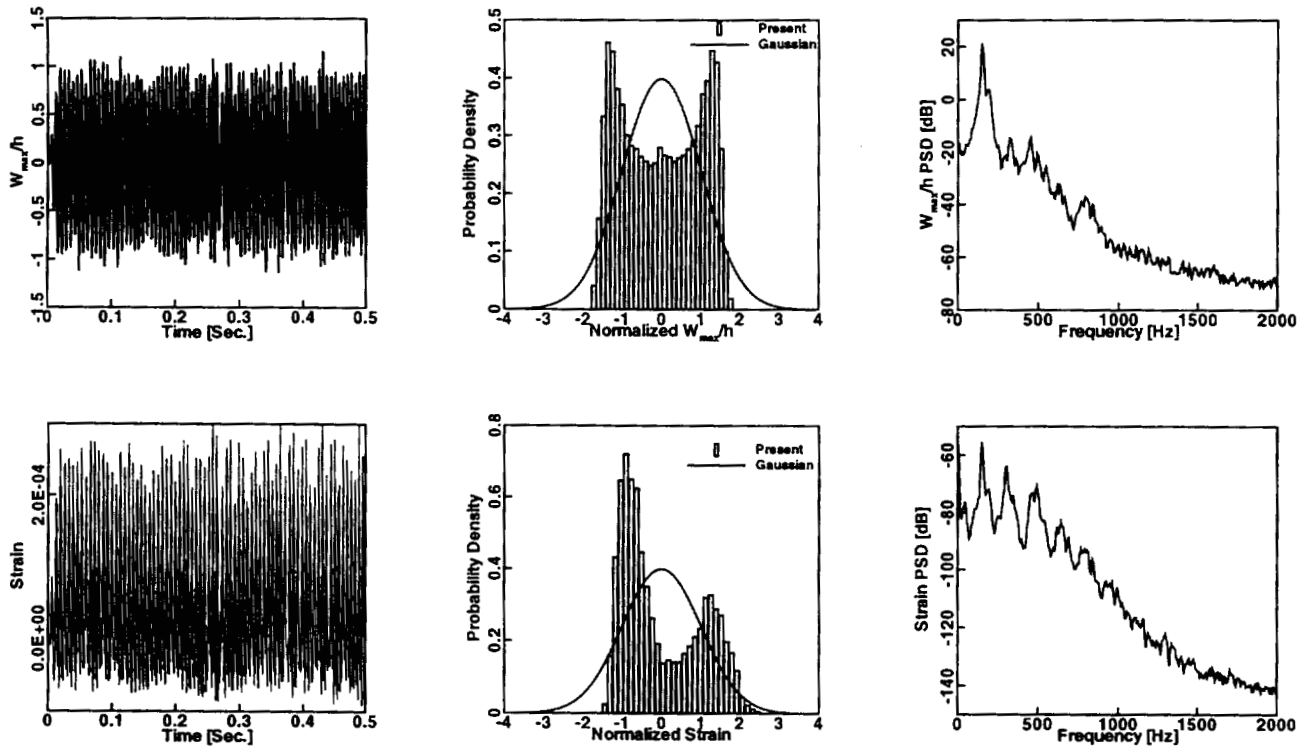 1.5
1
0.5
0
-0.5
-1
-1.5
W_max/h
0 0.1 0.2 0.3 0.4 0.5
Time [Sec.]
0.5
0.4
0.3
0.2
0.1
0
Probability Density
Present
Gaussian
-4 -3 -2 -1 0 1 2 3 4
Normalized W_max/h
20
0
-20
-40
-60
-80
W_max/h PSD [dB]
0 500 1000 1500 2000
Frequency [Hz]
2.0E-04
0.0E+00
Strain
0 0.1 0.2 0.3 0.4 0.5
Time [Sec.]
0.8
0.6
0.4
0.2
0
Probability Density
Present
Gaussian
-4 -3 -2 -1 0 1 2 3 4
Normalized Strain
-60
-80
-100
-120
-140
Strain PSD [dB]
0 500 1000 1500 2000
Frequency [Hz]